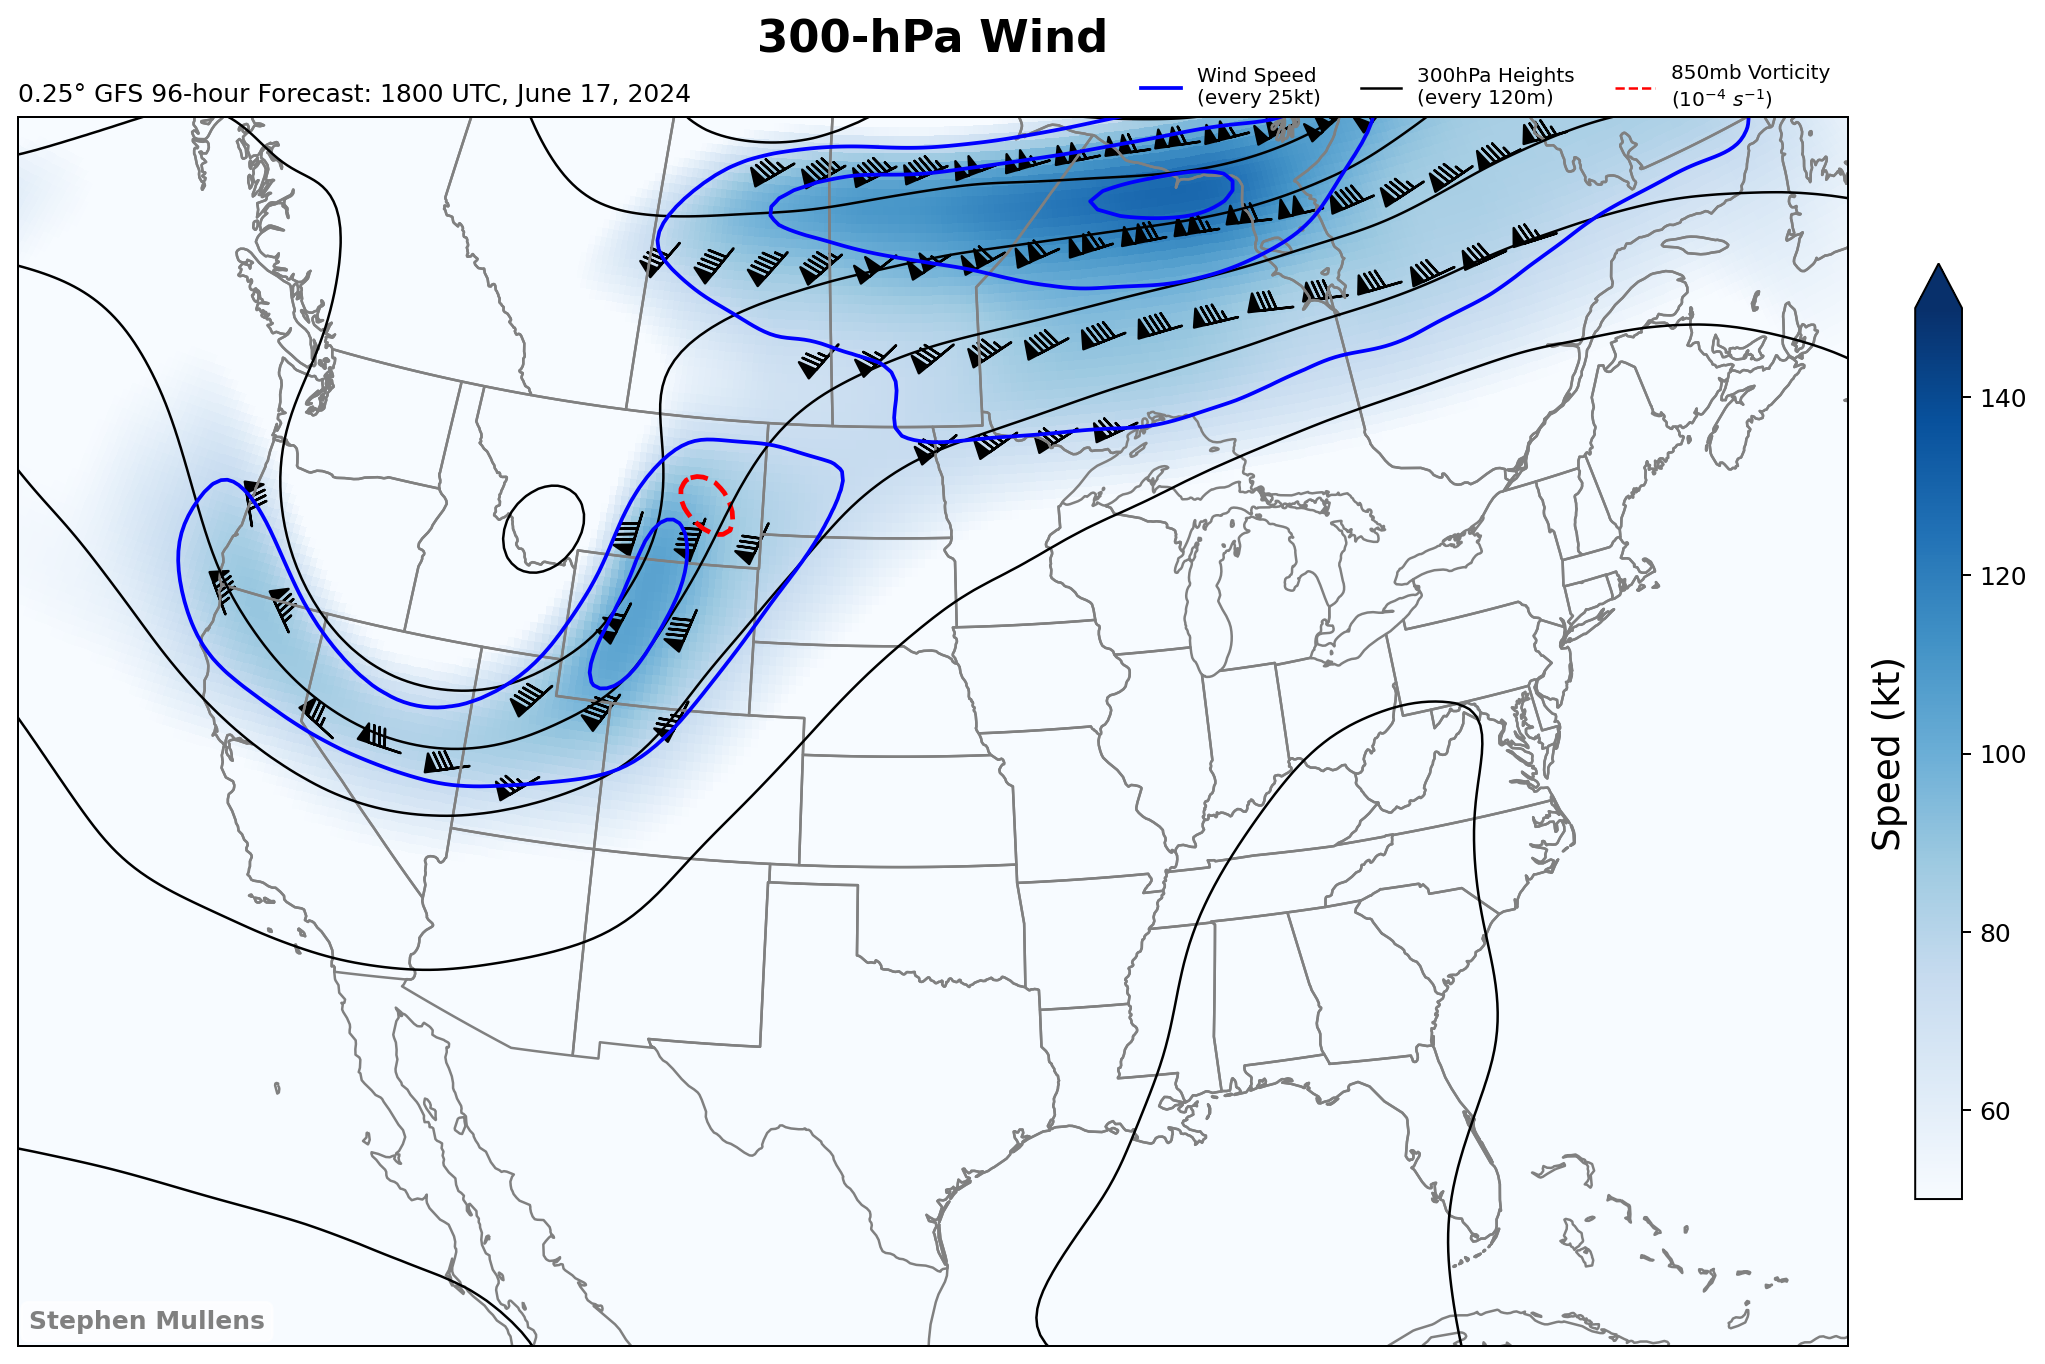 300-hPa Wind
0.25° GFS 96-hour Forecast: 1800 UTC, June 17, 2024
Wind Speed
(every 25kt)
300hPa Heights
(every 120m)
850mb Vorticity
(10⁻⁴ s⁻¹)
140
120
100
80
60
Speed (kt)
Stephen Mullens